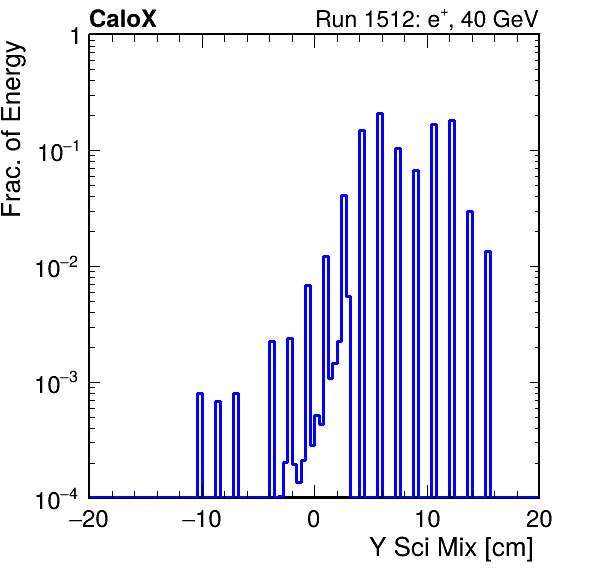 CaloX Run 1512: e⁺, 40 GeV
Frac. of Energy
1
10⁻¹
10⁻²
10⁻³
10⁻⁴
−20 −10 0 10 20
Y Sci Mix [cm]